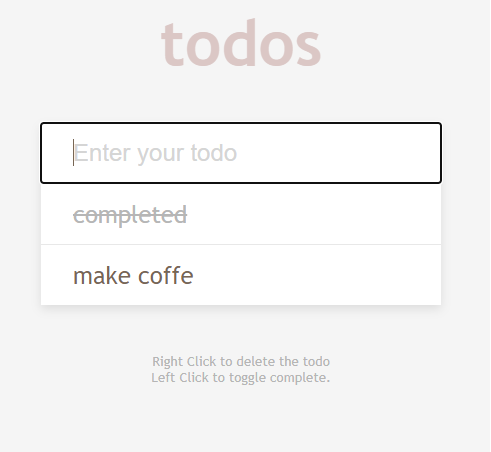 todos
Enter your todo
completed
make coffe
Right Click to delete the todo
Left Click to toggle complete.